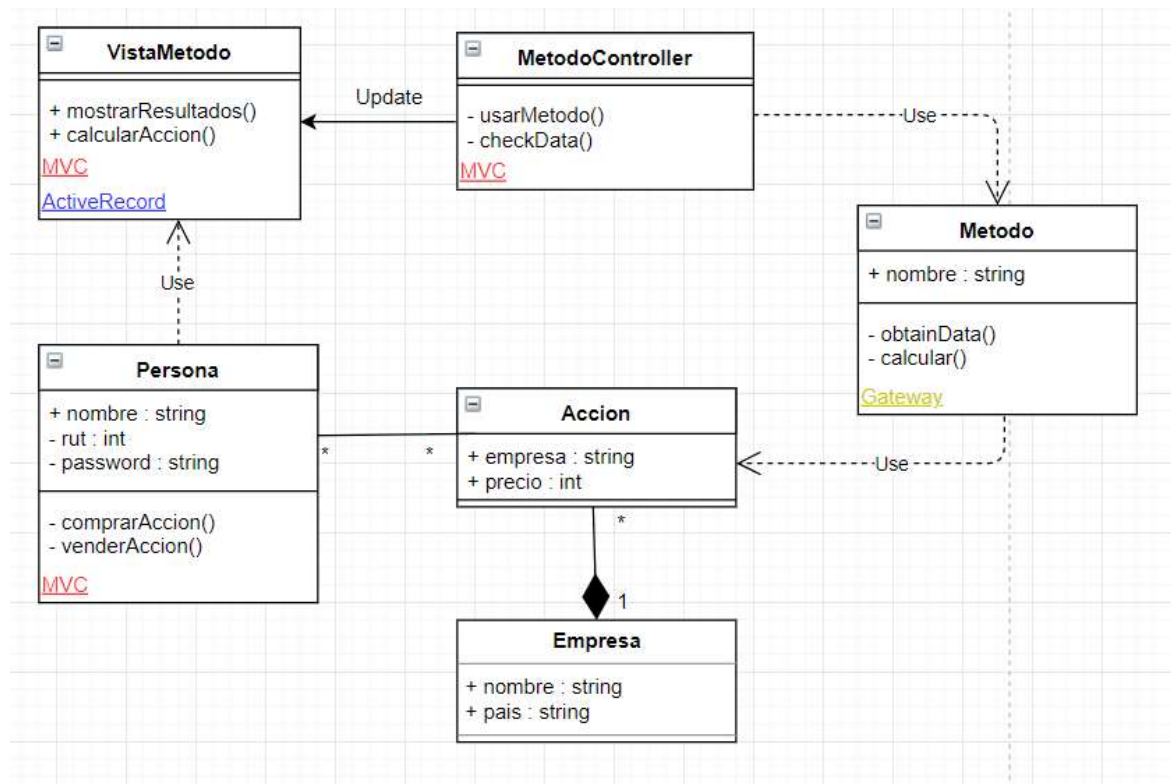 VistaMetodo
+ mostrarResultados()
+ calcularAccion()
MVC
ActiveRecord
Update
MetodoController
- usarMetodo()
- checkData()
MVC
Use
Metodo
+ nombre : string
- obtainData()
- calcular()
Gateway
Use
Use
Persona
+ nombre : string
- rut : int
- password : string
- comprarAccion()
- venderAccion()
MVC
*
*
Accion
+ empresa : string
+ precio : int
*
1
Empresa
+ nombre : string
+ pais : string